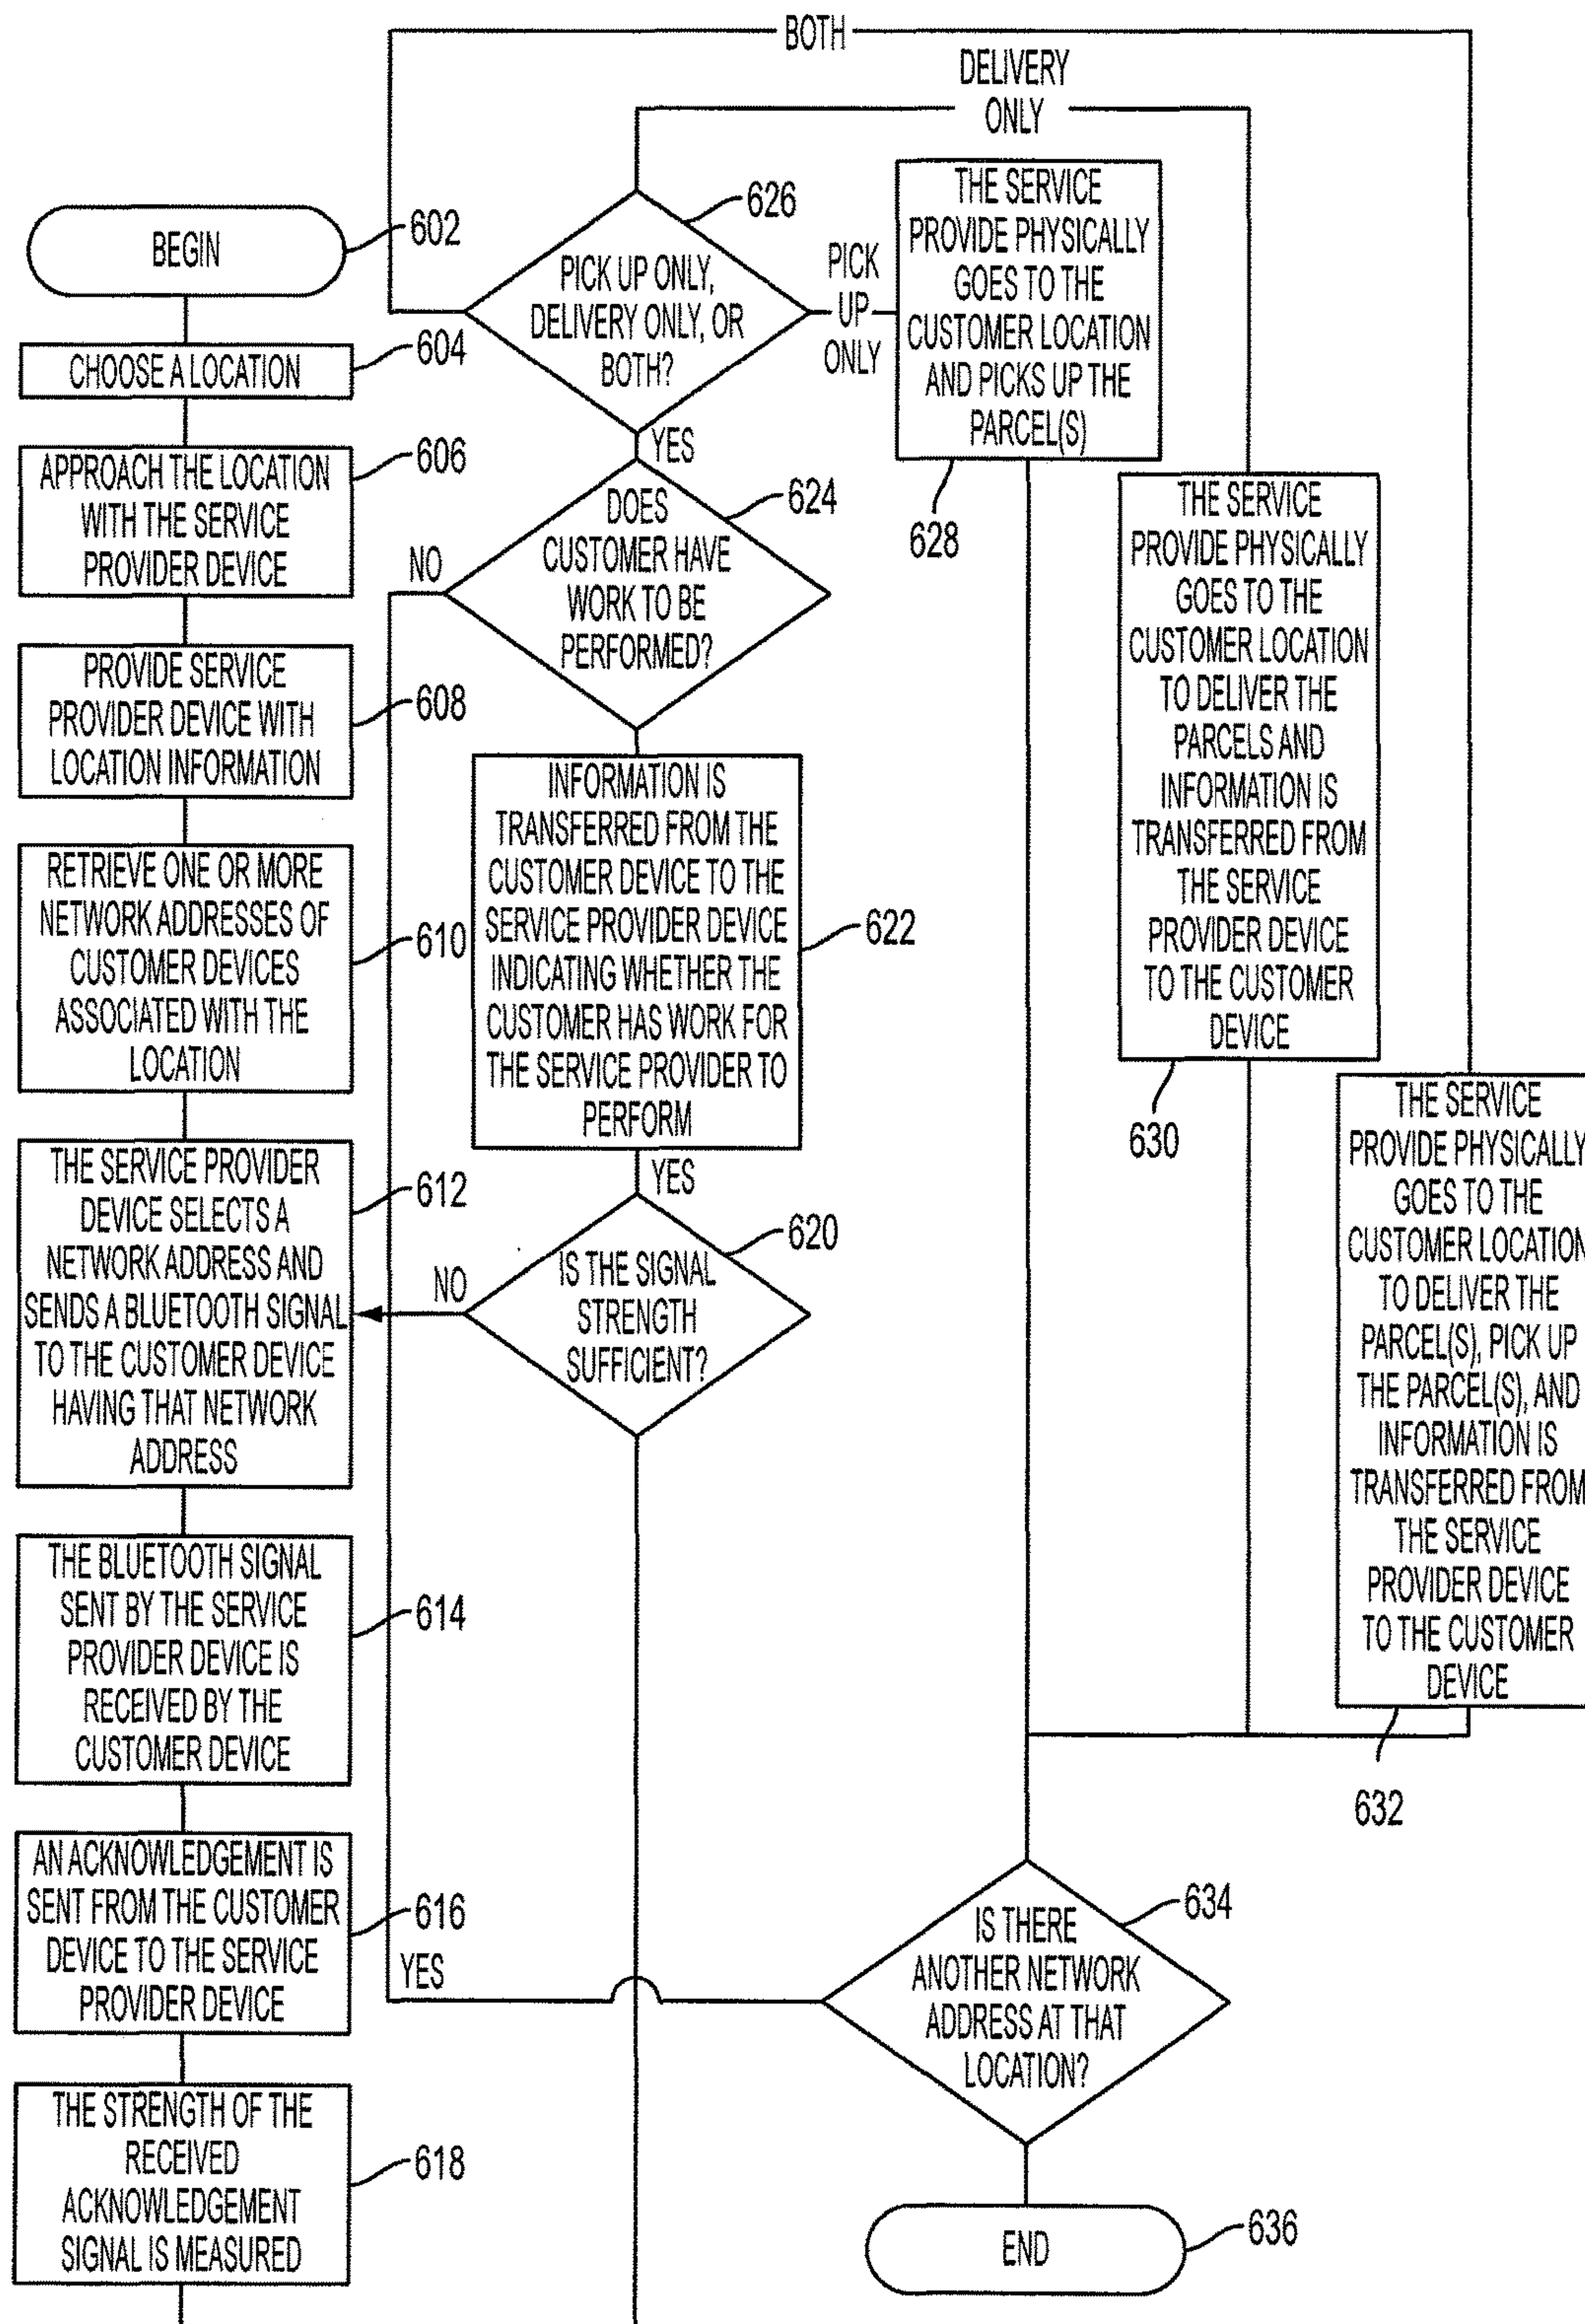 BEGIN
602
CHOOSE A LOCATION
604
APPROACH THE LOCATION
WITH THE SERVICE
PROVIDER DEVICE
606
PROVIDE SERVICE
PROVIDER DEVICE WITH
LOCATION INFORMATION
608
RETRIEVE ONE OR MORE
NETWORK ADDRESSES OF
CUSTOMER DEVICES
ASSOCIATED WITH THE
LOCATION
610
THE SERVICE PROVIDER
DEVICE SELECTS A
NETWORK ADDRESS AND
SENDS A BLUETOOTH SIGNAL
TO THE CUSTOMER DEVICE
HAVING THAT NETWORK
ADDRESS
612
THE BLUETOOTH SIGNAL
SENT BY THE SERVICE
PROVIDER DEVICE IS
RECEIVED BY THE
CUSTOMER DEVICE
614
AN ACKNOWLEDGEMENT IS
SENT FROM THE CUSTOMER
DEVICE TO THE SERVICE
PROVIDER DEVICE
616
THE STRENGTH OF THE
RECEIVED
ACKNOWLEDGEMENT
SIGNAL IS MEASURED
618
IS THE SIGNAL
STRENGTH
SUFFICIENT?
620
NO
YES
INFORMATION IS
TRANSFERRED FROM THE
CUSTOMER DEVICE TO THE
SERVICE PROVIDER DEVICE
INDICATING WHETHER THE
CUSTOMER HAS WORK FOR
THE SERVICE PROVIDER TO
PERFORM
622
DOES
CUSTOMER HAVE
WORK TO BE
PERFORMED?
624
NO
YES
PICK UP ONLY,
DELIVERY ONLY, OR
BOTH?
626
BOTH
DELIVERY
ONLY
PICK
UP
ONLY
THE SERVICE
PROVIDE PHYSICALLY
GOES TO THE
CUSTOMER LOCATION
AND PICKS UP THE
PARCEL(S)
628
THE SERVICE
PROVIDE PHYSICALLY
GOES TO THE
CUSTOMER LOCATION
TO DELIVER THE
PARCELS AND
INFORMATION IS
TRANSFERRED FROM
THE SERVICE
PROVIDER DEVICE
TO THE CUSTOMER
DEVICE
630
THE SERVICE
PROVIDE PHYSICALLY
GOES TO THE
CUSTOMER LOCATION
TO DELIVER THE
PARCEL(S), PICK UP
THE PARCEL(S), AND
INFORMATION IS
TRANSFERRED FROM
THE SERVICE
PROVIDER DEVICE
TO THE CUSTOMER
DEVICE
632
IS THERE
ANOTHER NETWORK
ADDRESS AT THAT
LOCATION?
634
YES
END
636